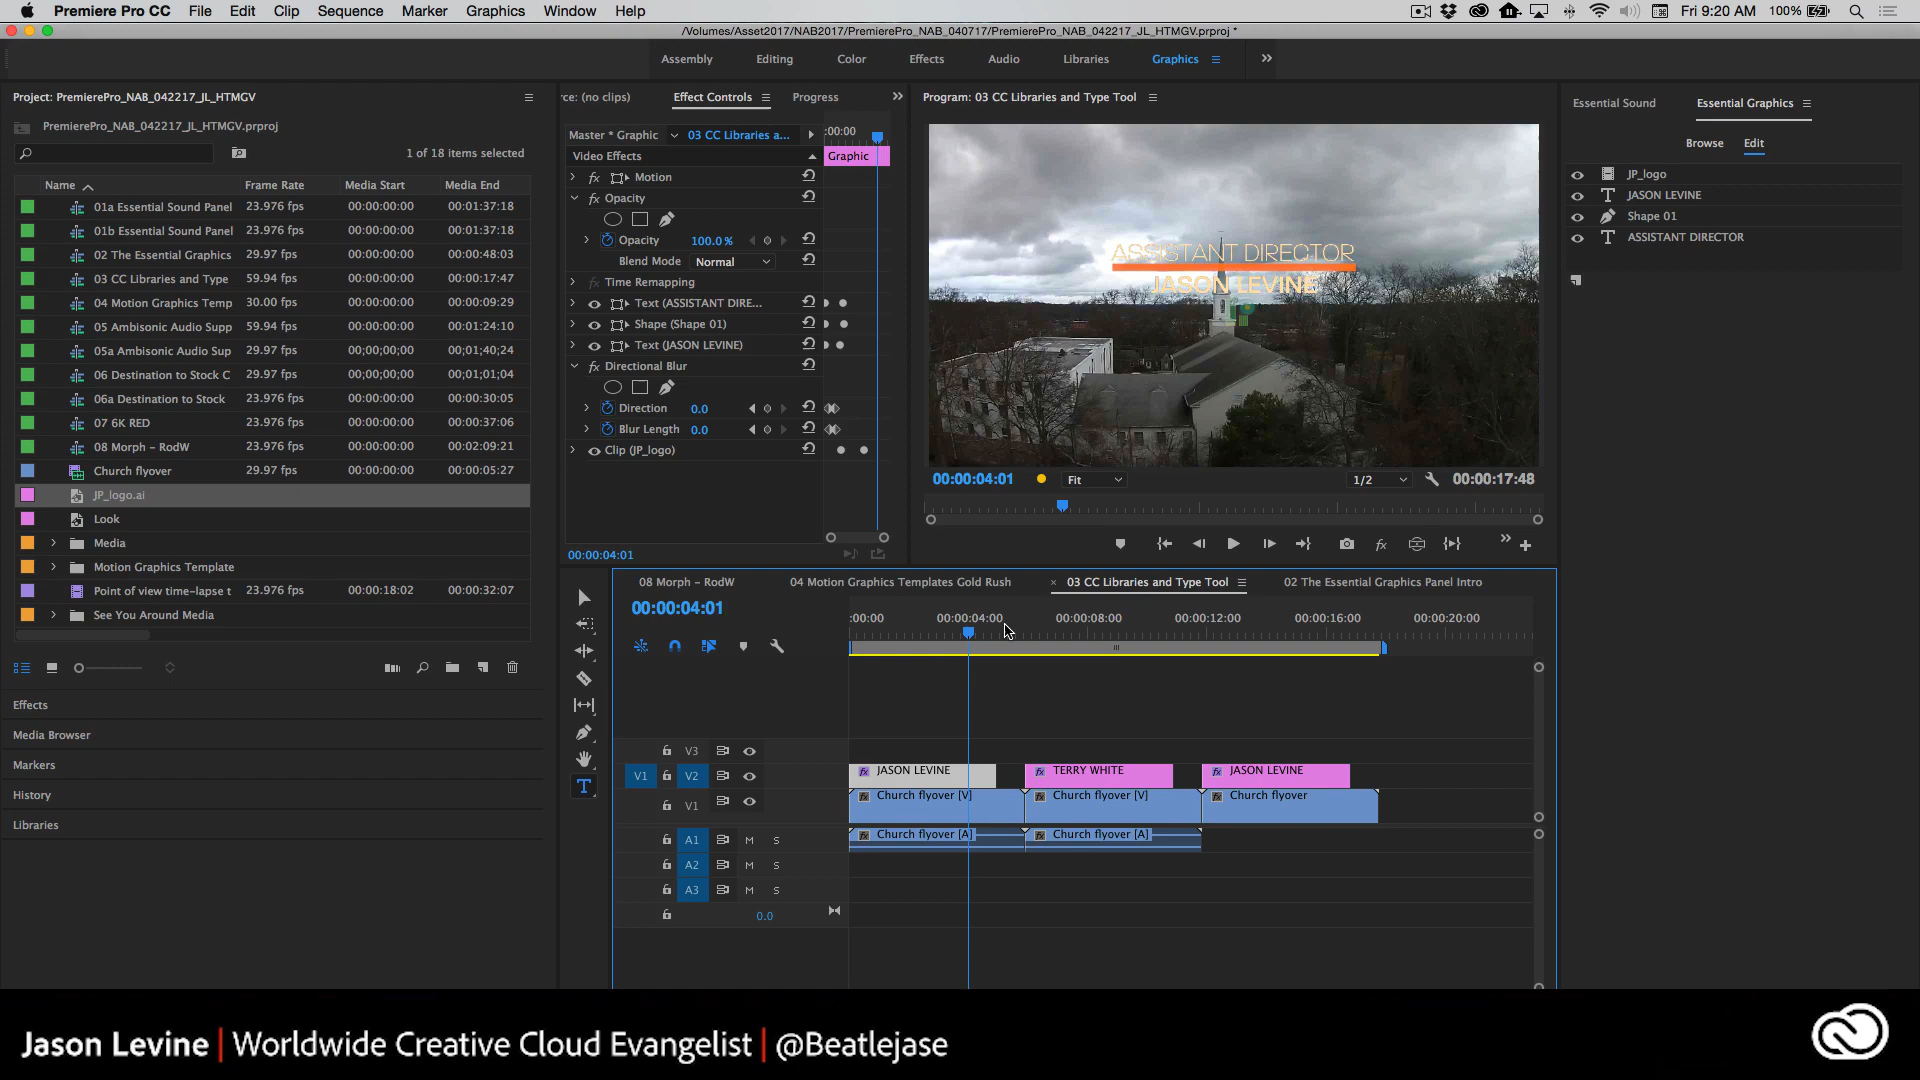 Premiere Pro CC File Edit Clip Sequence Marker Graphics Window Help Fri 9:20 AM 100%
/Volumes/Asset2017/NAB2017/PremierePro_NAB_040717/PremierePro_NAB_042217_JL_HTMGV.prproj *
Assembly Editing Color Effects Audio Libraries Graphics
Project: PremierePro_NAB_042217_JL_HTMGV
PremierePro_NAB_042217_JL_HTMGV.prproj
1 of 18 items selected
Name Frame Rate Media Start Media End
01a Essential Sound Panel 23.976 fps 00:00:00:00 00:01:37:18
01b Essential Sound Panel 23.976 fps 00:00:00:00 00:01:37:18
02 The Essential Graphics 29.97 fps 00:00:00:00 00:00:48:03
03 CC Libraries and Type 59.94 fps 00:00:00:00 00:00:17:47
04 Motion Graphics Temp 30.00 fps 00:00:00:00 00:00:09:29
05 Ambisonic Audio Supp 59.94 fps 00:00:00:00 00:01:24:10
05a Ambisonic Audio Sup 29.97 fps 00;00;00;00 00;01;40;24
06 Destination to Stock C 29.97 fps 00;00;00;00 00;01;01;04
06a Destination to Stock 23.976 fps 00:00:00:00 00:00:30:05
07 6K RED 23.976 fps 00:00:00:00 00:00:37:06
08 Morph - RodW 23.976 fps 00:00:00:00 00:02:09:21
Church flyover 29.97 fps 00:00:00:00 00:00:05:27
JP_logo.ai
Look
Media
Motion Graphics Template
Point of view time-lapse t 23.976 fps 00:00:18:02 00:00:32:07
See You Around Media
Effects
Media Browser
Markers
History
Libraries
rce: (no clips) Effect Controls Progress
Master * Graphic 03 CC Libraries a... :00:00
Video Effects Graphic
fx Motion
fx Opacity
Opacity 100.0 %
Blend Mode Normal
fx Time Remapping
Text (ASSISTANT DIRE...
Shape (Shape 01)
Text (JASON LEVINE)
fx Directional Blur
Direction 0.0
Blur Length 0.0
Clip (JP_logo)
00:00:04:01
Program: 03 CC Libraries and Type Tool
ASSISTANT DIRECTOR
JASON LEVINE
00:00:04:01 Fit 1/2 00:00:17:48
fx
Essential Sound Essential Graphics
Browse Edit
JP_logo
T JASON LEVINE
Shape 01
T ASSISTANT DIRECTOR
08 Morph - RodW 04 Motion Graphics Templates Gold Rush × 03 CC Libraries and Type Tool 02 The Essential Graphics Panel Intro
00:00:04:01
:00:00 00:00:04:00 00:00:08:00 00:00:12:00 00:00:16:00 00:00:20:00
T
V3
V1 V2 fx JASON LEVINE fx TERRY WHITE fx JASON LEVINE
V1 fx Church flyover [V] fx Church flyover [V] fx Church flyover
A1 M S fx Church flyover [A] fx Church flyover [A]
A2 M S
A3 M S
0.0
Jason Levine | Worldwide Creative Cloud Evangelist | @Beatlejase